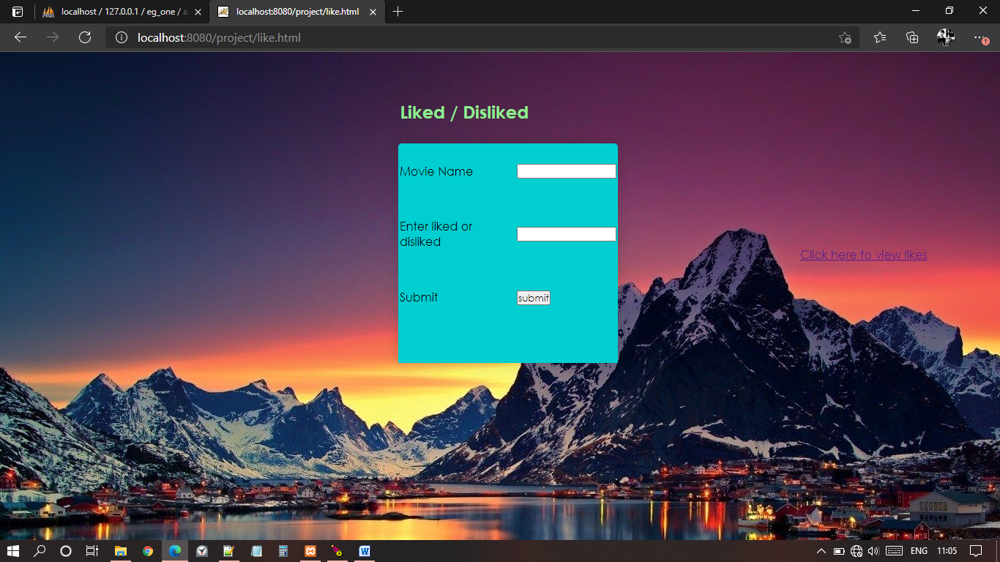 localhost / 127.0.0.1 / eg_one / a
localhost:8080/project/like.html
localhost:8080/project/like.html
Liked / Disliked
Movie Name
Enter liked or
disliked
Click here to view likes
Submit
submit
ENG
11:05